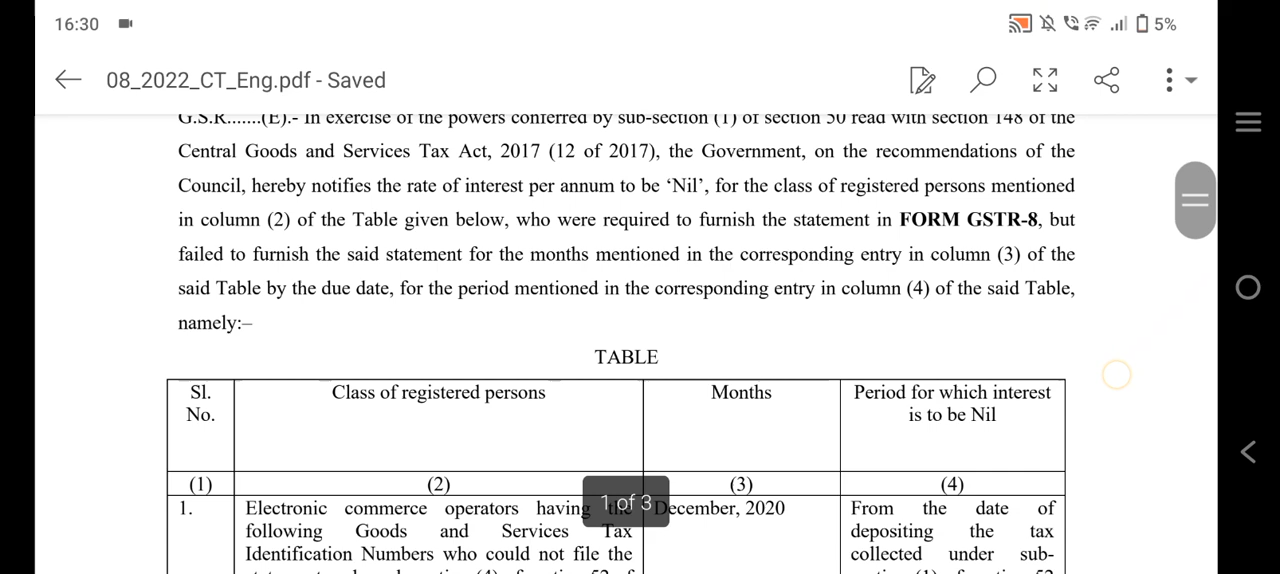 16:30
5%
08_2022_CT_Eng.pdf - Saved
G.S.R.......(E).- In exercise of the powers conferred by sub-section (1) of section 50 read with section 148 of the
Central Goods and Services Tax Act, 2017 (12 of 2017), the Government, on the recommendations of the
Council, hereby notifies the rate of interest per annum to be ‘Nil’, for the class of registered persons mentioned
in column (2) of the Table given below, who were required to furnish the statement in FORM GSTR-8, but
failed to furnish the said statement for the months mentioned in the corresponding entry in column (3) of the
said Table by the due date, for the period mentioned in the corresponding entry in column (4) of the said Table,
namely:–
TABLE
Sl.
No.
Class of registered persons
Months
Period for which interest
is to be Nil
(1)
(2)
(3)
(4)
1.
Electronic commerce operators having the
following Goods and Services Tax
Identification Numbers who could not file the
December, 2020
From the date of
depositing the tax
collected under sub-
1 of 3